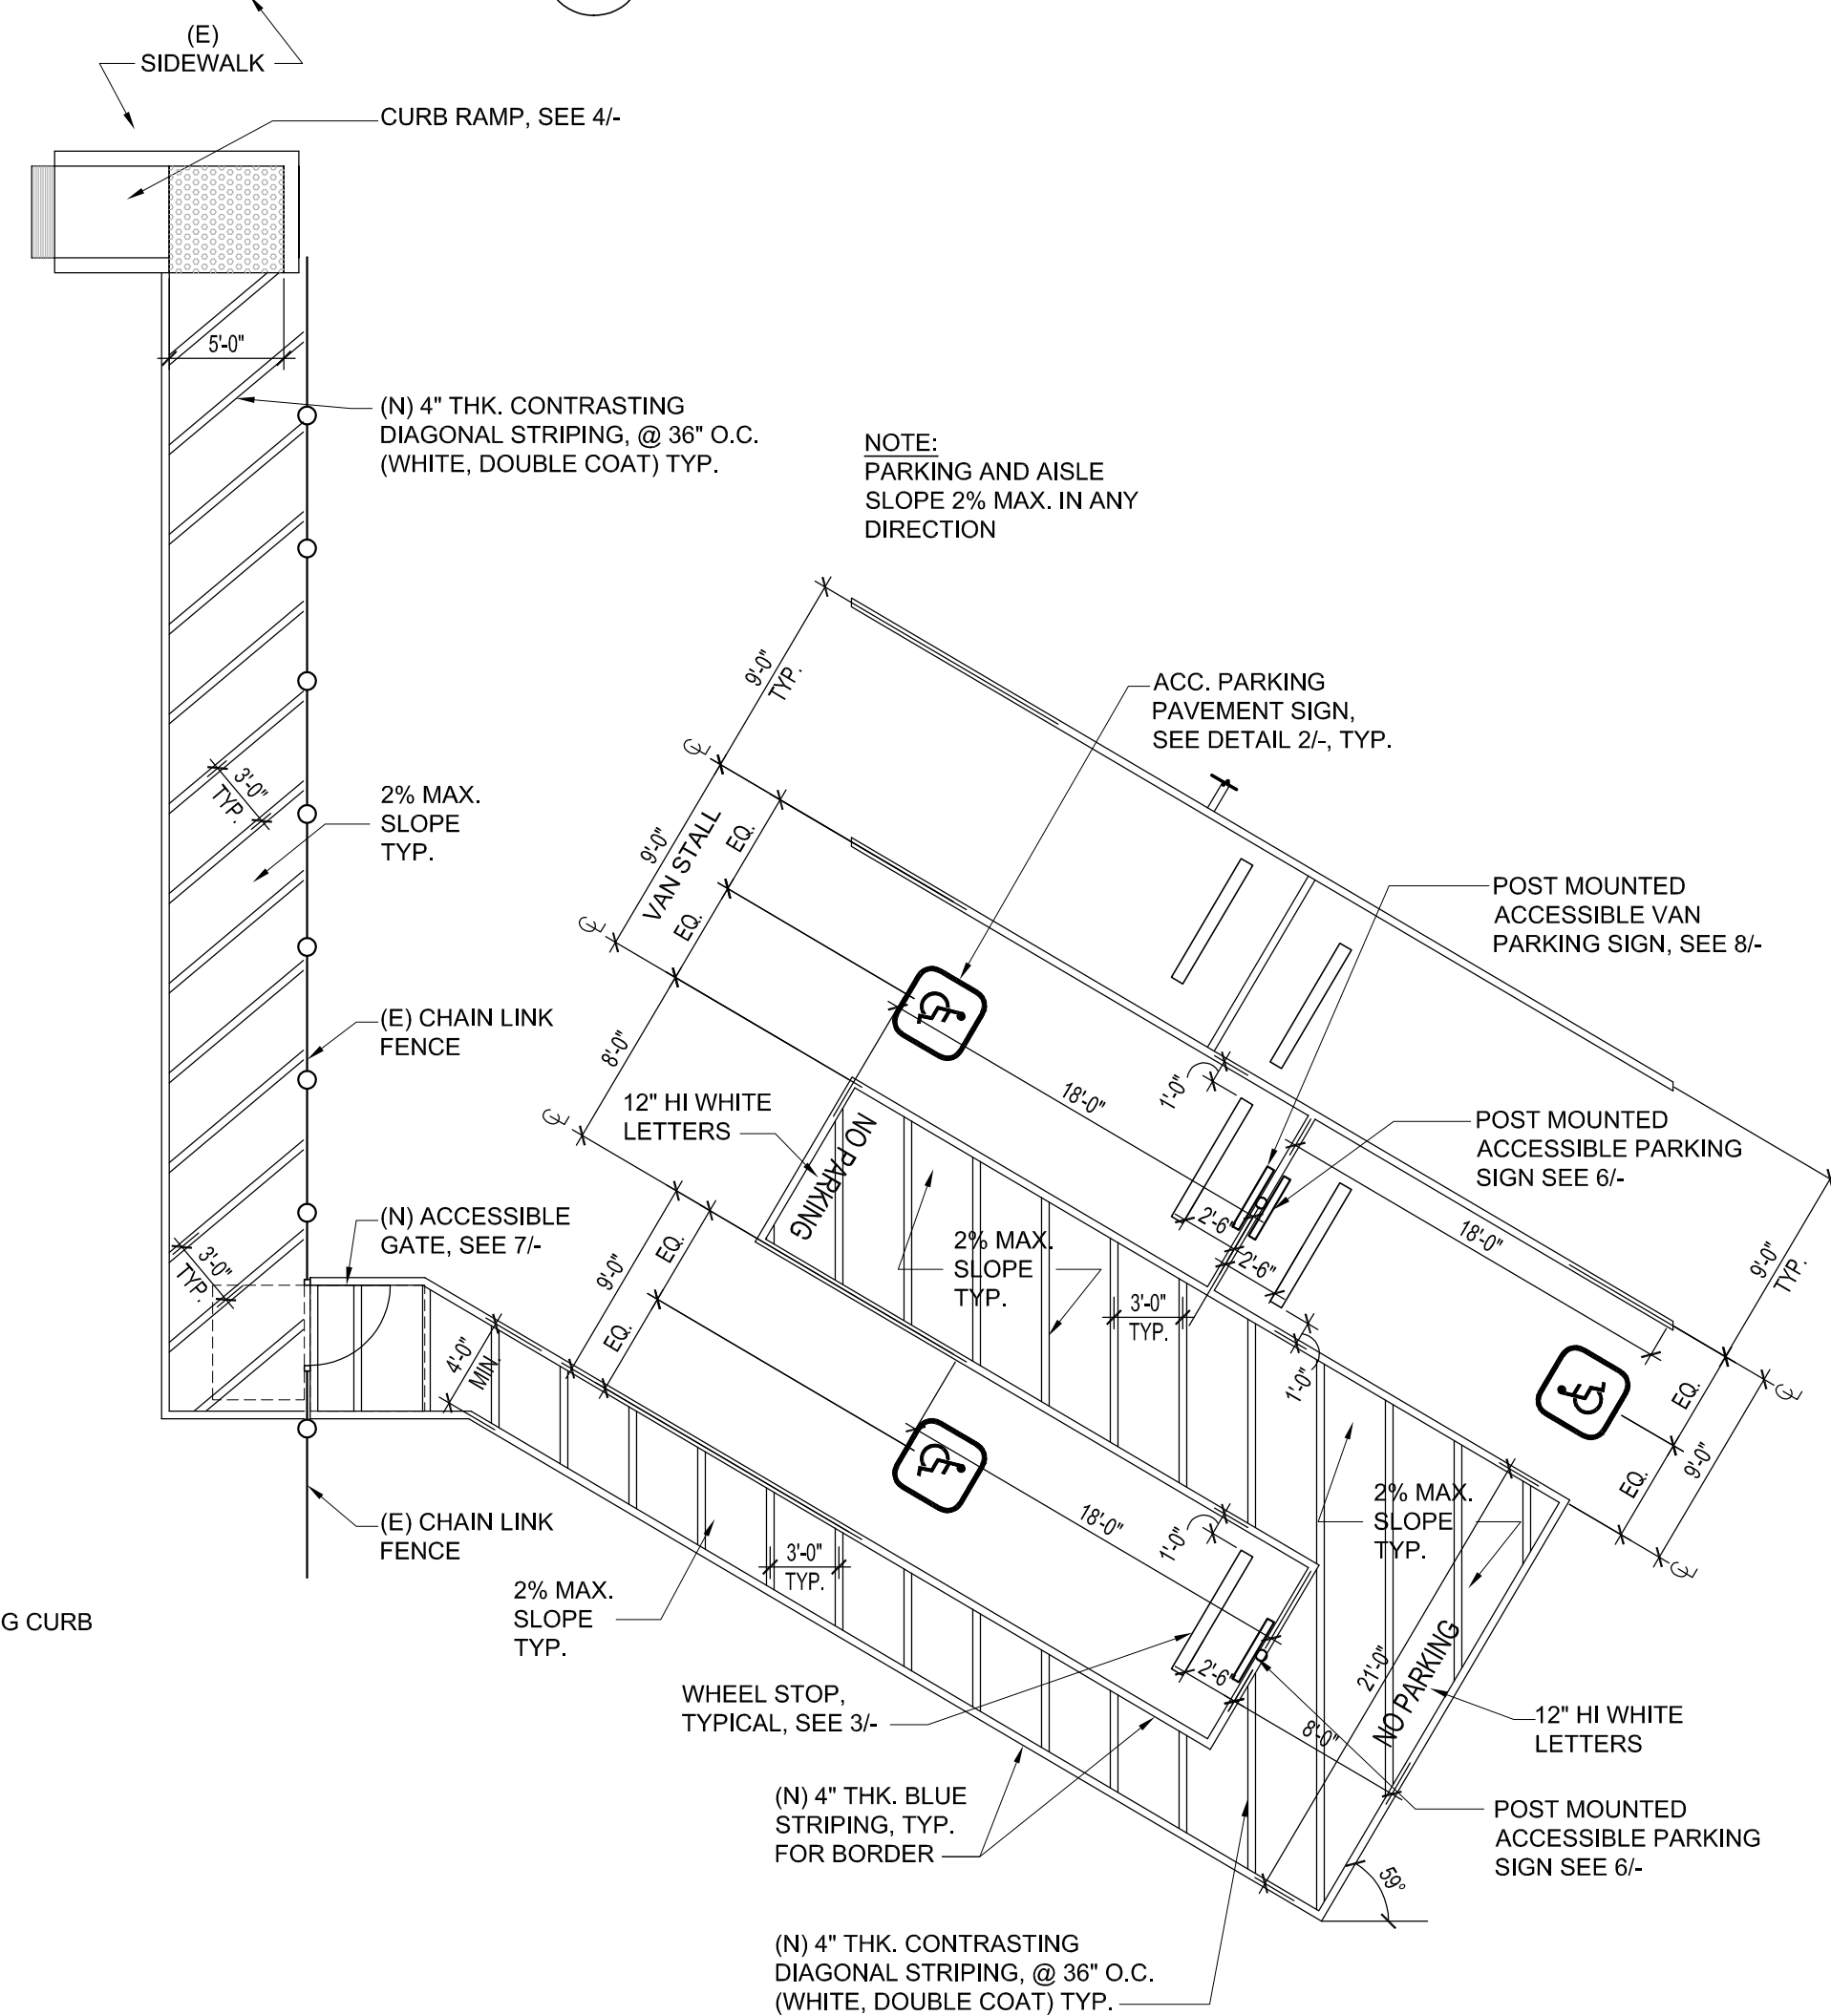 (E)
SIDEWALK
CURB RAMP, SEE 4/-
5'-0"
(N) 4" THK. CONTRASTING
DIAGONAL STRIPING, @ 36" O.C.
(WHITE, DOUBLE COAT) TYP.
NOTE:
PARKING AND AISLE
SLOPE 2% MAX. IN ANY
DIRECTION
9'-0"
TYP.
ACC. PARKING
PAVEMENT SIGN,
SEE DETAIL 2/-, TYP.
3'-0"
TYP.
2% MAX.
SLOPE
TYP.
CL
9'-0"
VAN STALL
EQ.
EQ.
CL
POST MOUNTED
ACCESSIBLE VAN
PARKING SIGN, SEE 8/-
(E) CHAIN LINK
FENCE
8'-0"
CL
12" HI WHITE
LETTERS
NO PARKING
18'-0"
1'-0"
POST MOUNTED
ACCESSIBLE PARKING
SIGN SEE 6/-
(N) ACCESSIBLE
GATE, SEE 7/-
3'-0"
TYP.
9'-0"
EQ.
EQ.
2% MAX.
SLOPE
TYP.
3'-0"
TYP.
2'-6"
2'-6"
18'-0"
9'-0"
TYP.
4'-0"
MIN.
1'-0"
EQ.
EQ.
9'-0"
CL
CL
(E) CHAIN LINK
FENCE
18'-0"
1'-0"
2% MAX.
SLOPE
TYP.
3'-0"
TYP.
2% MAX.
SLOPE
TYP.
G CURB
WHEEL STOP,
TYPICAL, SEE 3/-
2'-6"
21'-0"
NO PARKING
8'-0"
12" HI WHITE
LETTERS
(N) 4" THK. BLUE
STRIPING, TYP.
FOR BORDER
POST MOUNTED
ACCESSIBLE PARKING
SIGN SEE 6/-
59°
(N) 4" THK. CONTRASTING
DIAGONAL STRIPING, @ 36" O.C.
(WHITE, DOUBLE COAT) TYP.